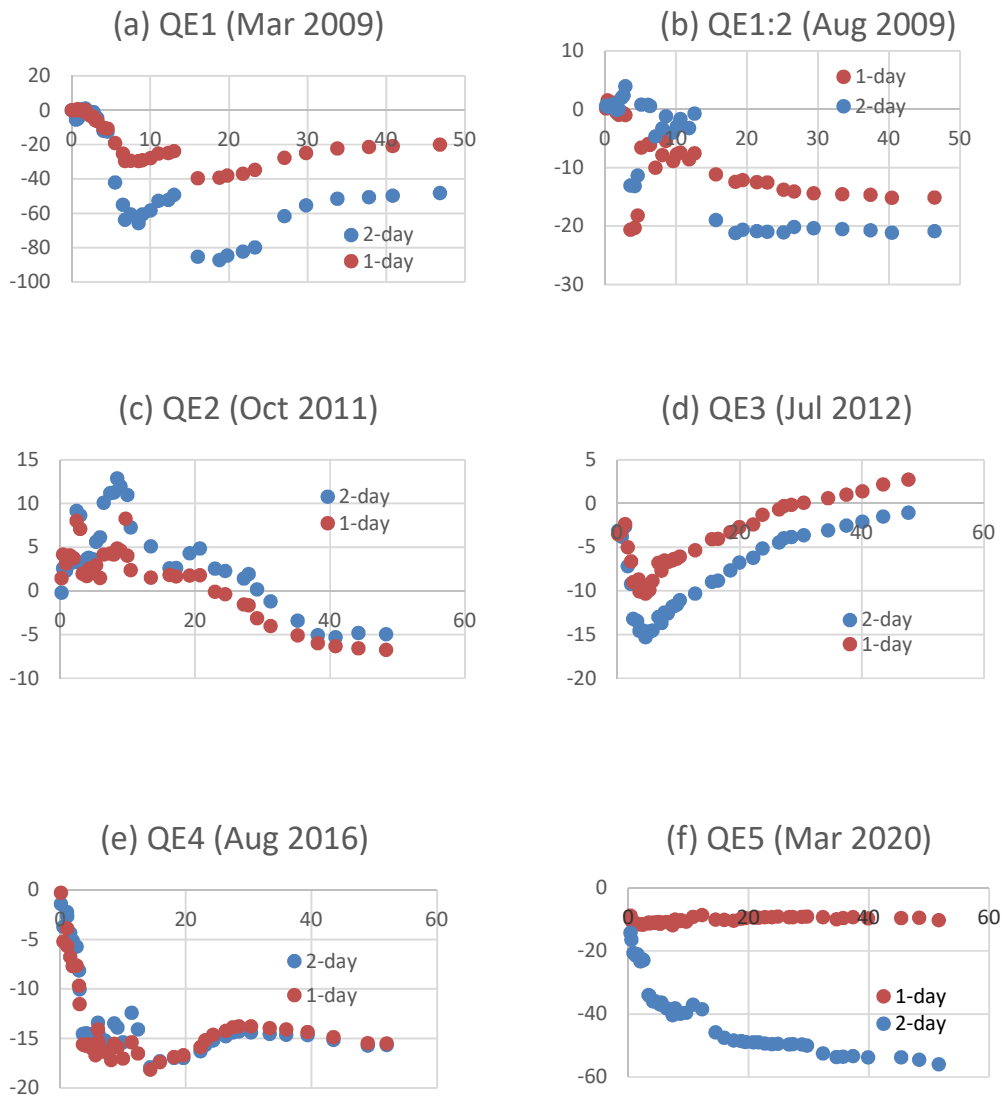 (a) QE1 (Mar 2009)
20
0
-20
-40
-60
-80
-100
0 10 20 30 40 50
2-day
1-day
(b) QE1:2 (Aug 2009)
10
0
-10
-20
-30
0 10 20 30 40 50
1-day
2-day
(c) QE2 (Oct 2011)
15
10
5
0
-5
-10
0 20 40 60
2-day
1-day
(d) QE3 (Jul 2012)
5
0
-5
-10
-15
-20
0 20 40 60
2-day
1-day
(e) QE4 (Aug 2016)
0
-5
-10
-15
-20
0 20 40 60
2-day
1-day
(f) QE5 (Mar 2020)
0
-20
-40
-60
0 20 40 60
1-day
2-day